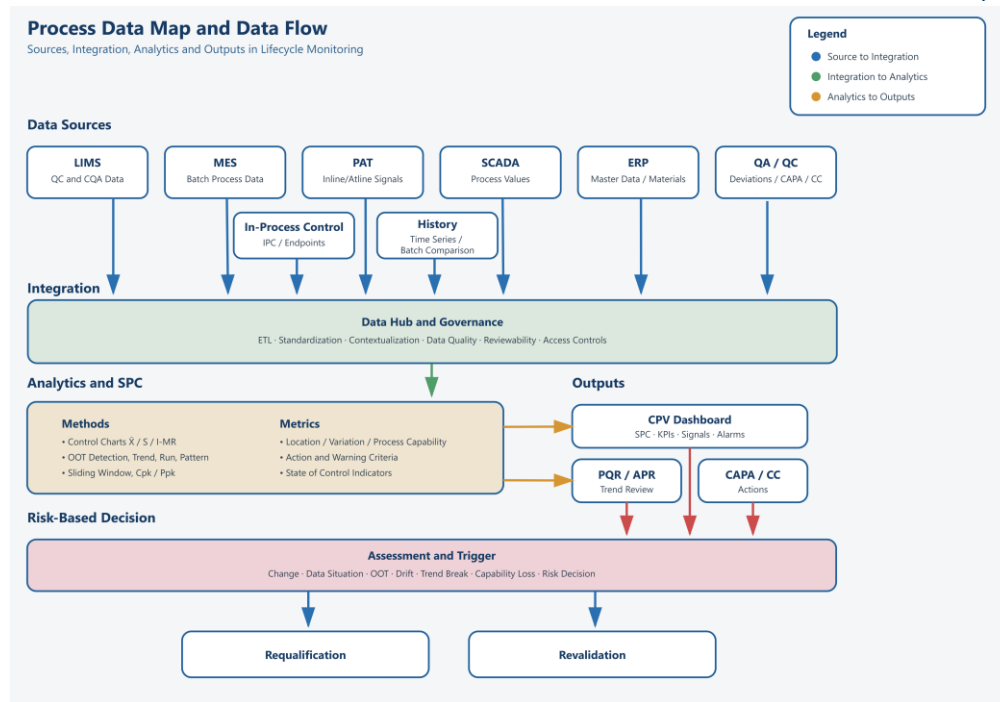 Process Data Map and Data Flow
Sources, Integration, Analytics and Outputs in Lifecycle Monitoring
Legend
Source to Integration
Integration to Analytics
Analytics to Outputs
Data Sources
LIMS
QC and CQA Data
MES
Batch Process Data
PAT
Inline/Atline Signals
SCADA
Process Values
ERP
Master Data / Materials
QA / QC
Deviations / CAPA / CC
In-Process Control
IPC / Endpoints
History
Time Series /
Batch Comparison
Integration
Data Hub and Governance
ETL · Standardization · Contextualization · Data Quality · Reviewability · Access Controls
Analytics and SPC
Methods
• Control Charts X̄ / S / I-MR
• OOT Detection, Trend, Run, Pattern
• Sliding Window, Cpk / Ppk
Metrics
• Location / Variation / Process Capability
• Action and Warning Criteria
• State of Control Indicators
Outputs
CPV Dashboard
SPC · KPIs · Signals · Alarms
PQR / APR
Trend Review
CAPA / CC
Actions
Risk-Based Decision
Assessment and Trigger
Change · Data Situation · OOT · Drift · Trend Break · Capability Loss · Risk Decision
Requalification
Revalidation